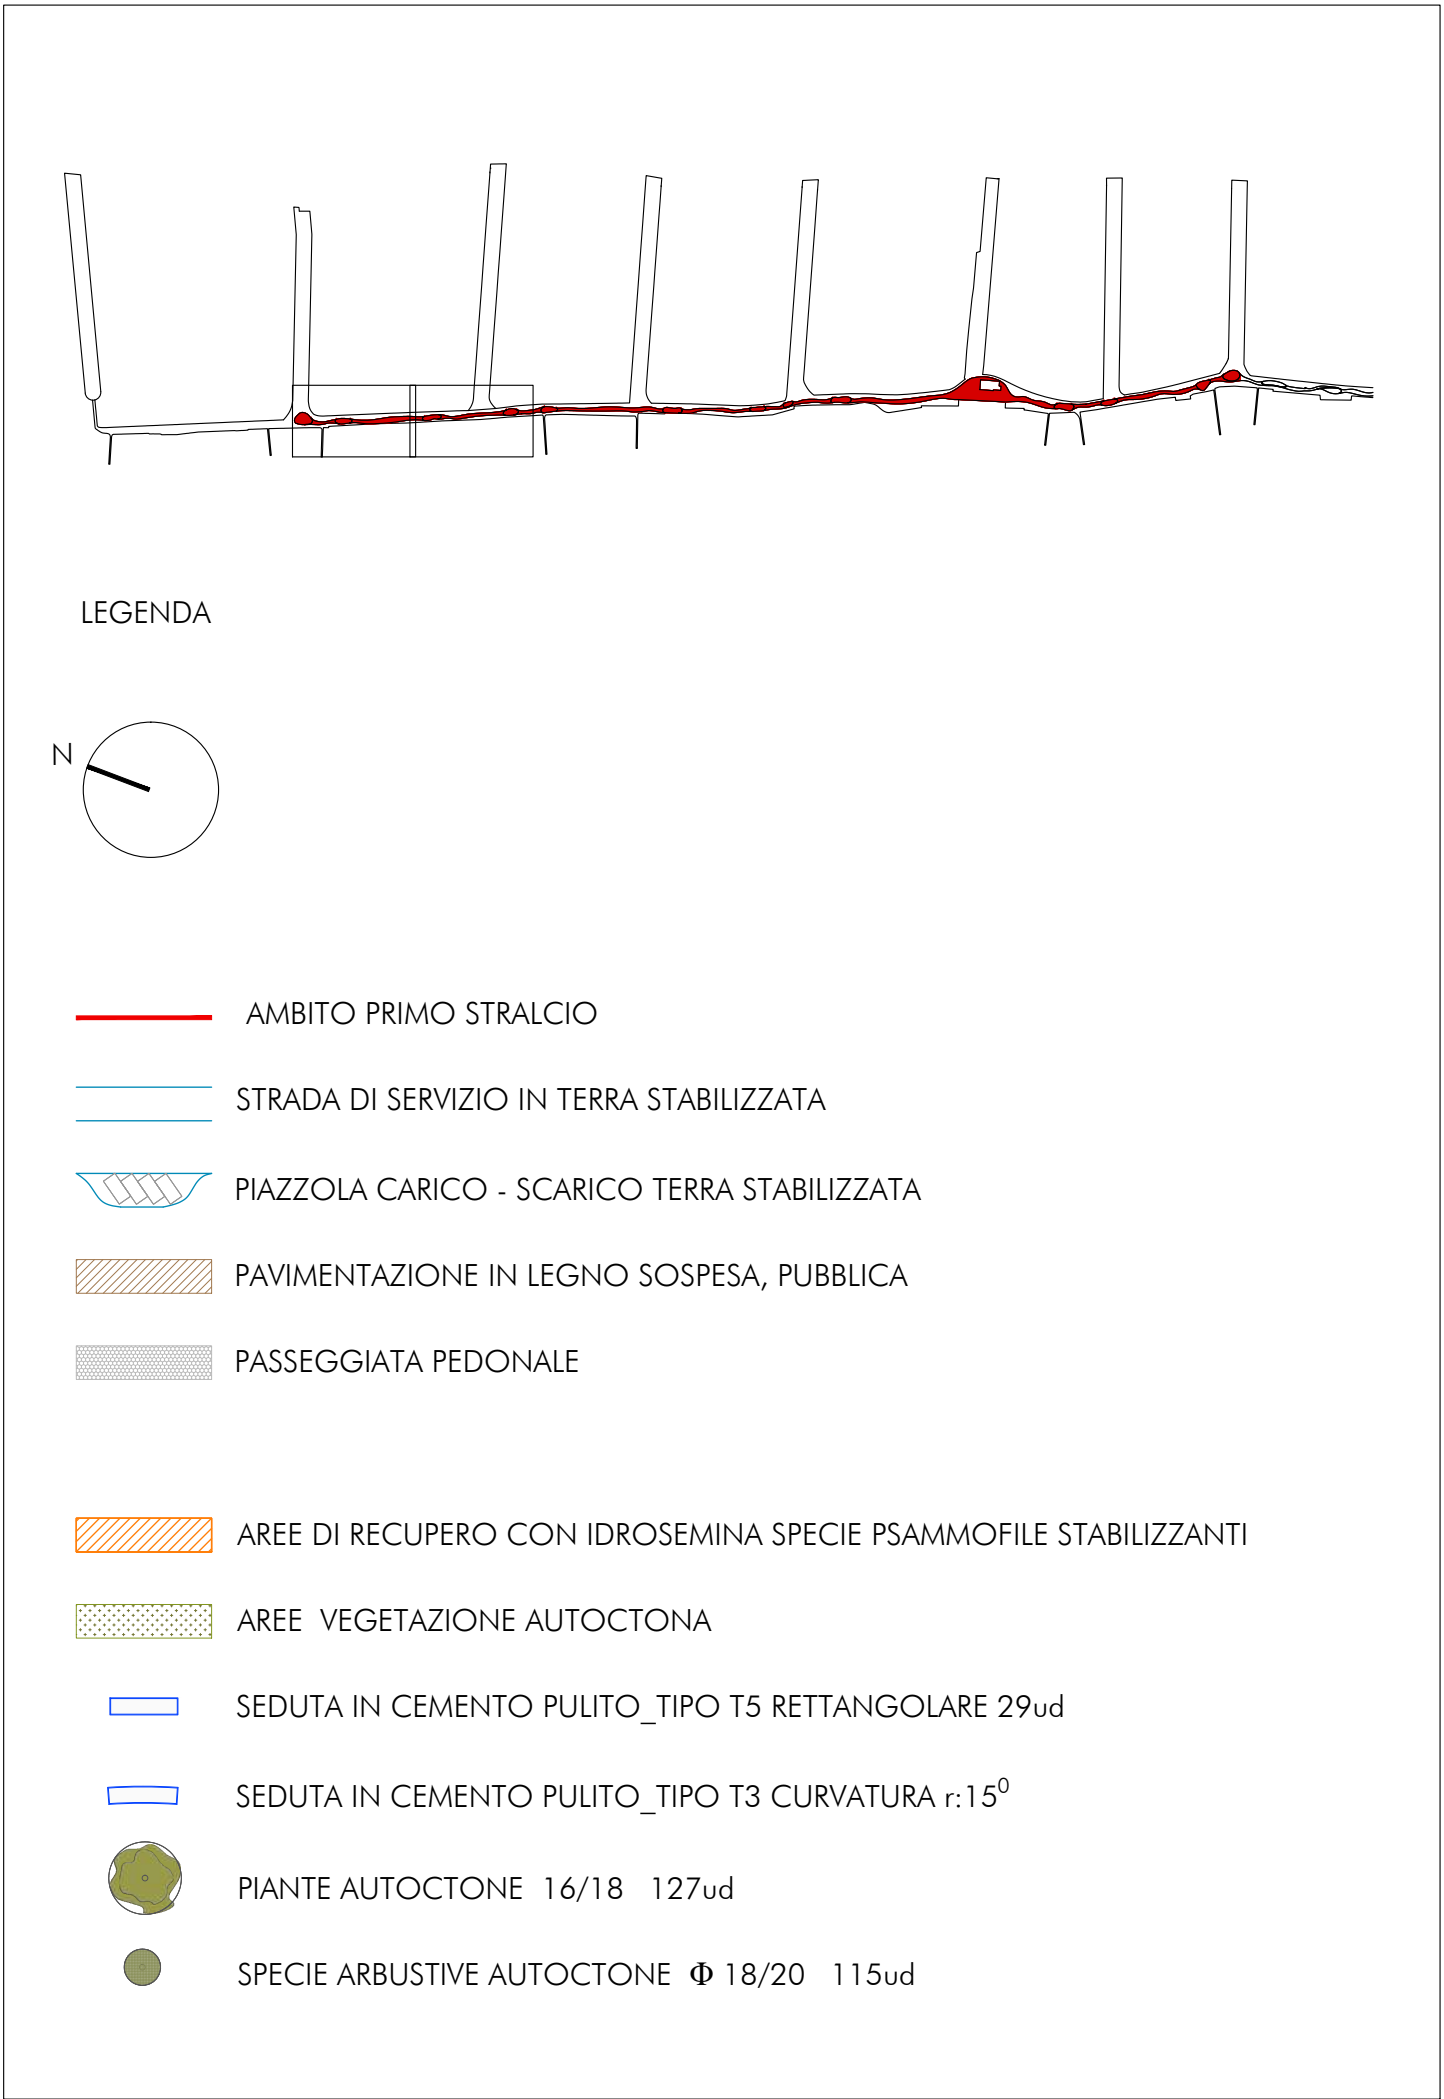 LEGENDA
N
AMBITO PRIMO STRALCIO
STRADA DI SERVIZIO IN TERRA STABILIZZATA
PIAZZOLA CARICO - SCARICO TERRA STABILIZZATA
PAVIMENTAZIONE IN LEGNO SOSPESA, PUBBLICA
PASSEGGIATA PEDONALE
AREE DI RECUPERO CON IDROSEMINA SPECIE PSAMMOFILE STABILIZZANTI
AREE VEGETAZIONE AUTOCTONA
SEDUTA IN CEMENTO PULITO_TIPO T5 RETTANGOLARE 29ud
SEDUTA IN CEMENTO PULITO_TIPO T3 CURVATURA r:15⁰
PIANTE AUTOCTONE 16/18 127ud
SPECIE ARBUSTIVE AUTOCTONE Φ 18/20 115ud